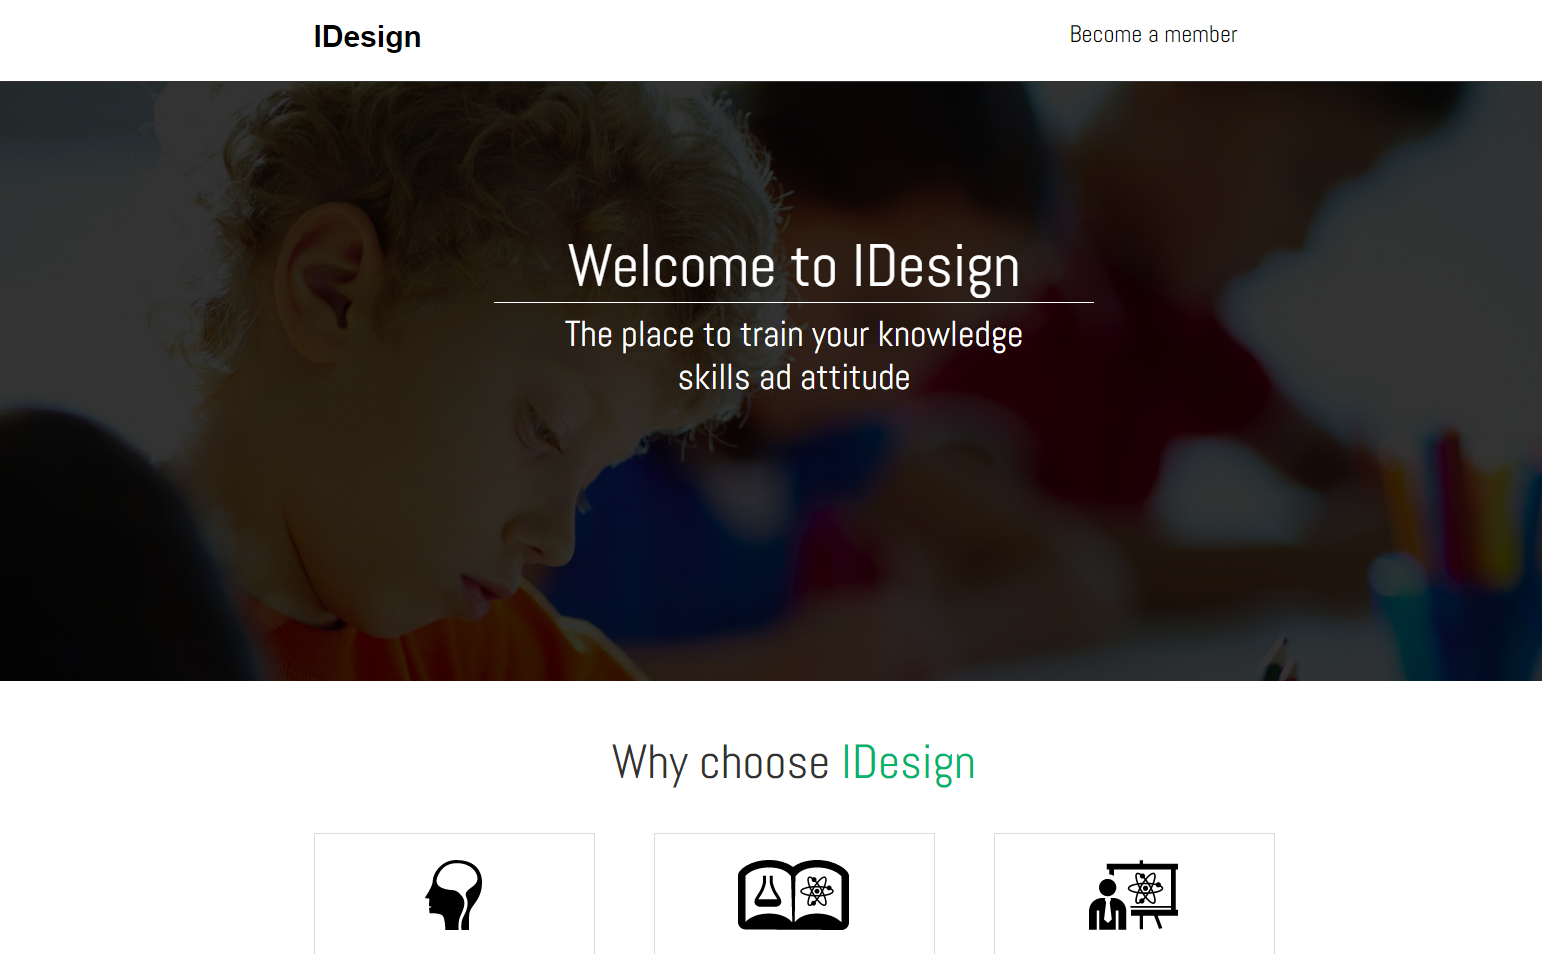 IDesign
Become a member
Welcome to IDesign
The place to train your knowledge
skills ad attitude
Why choose IDesign